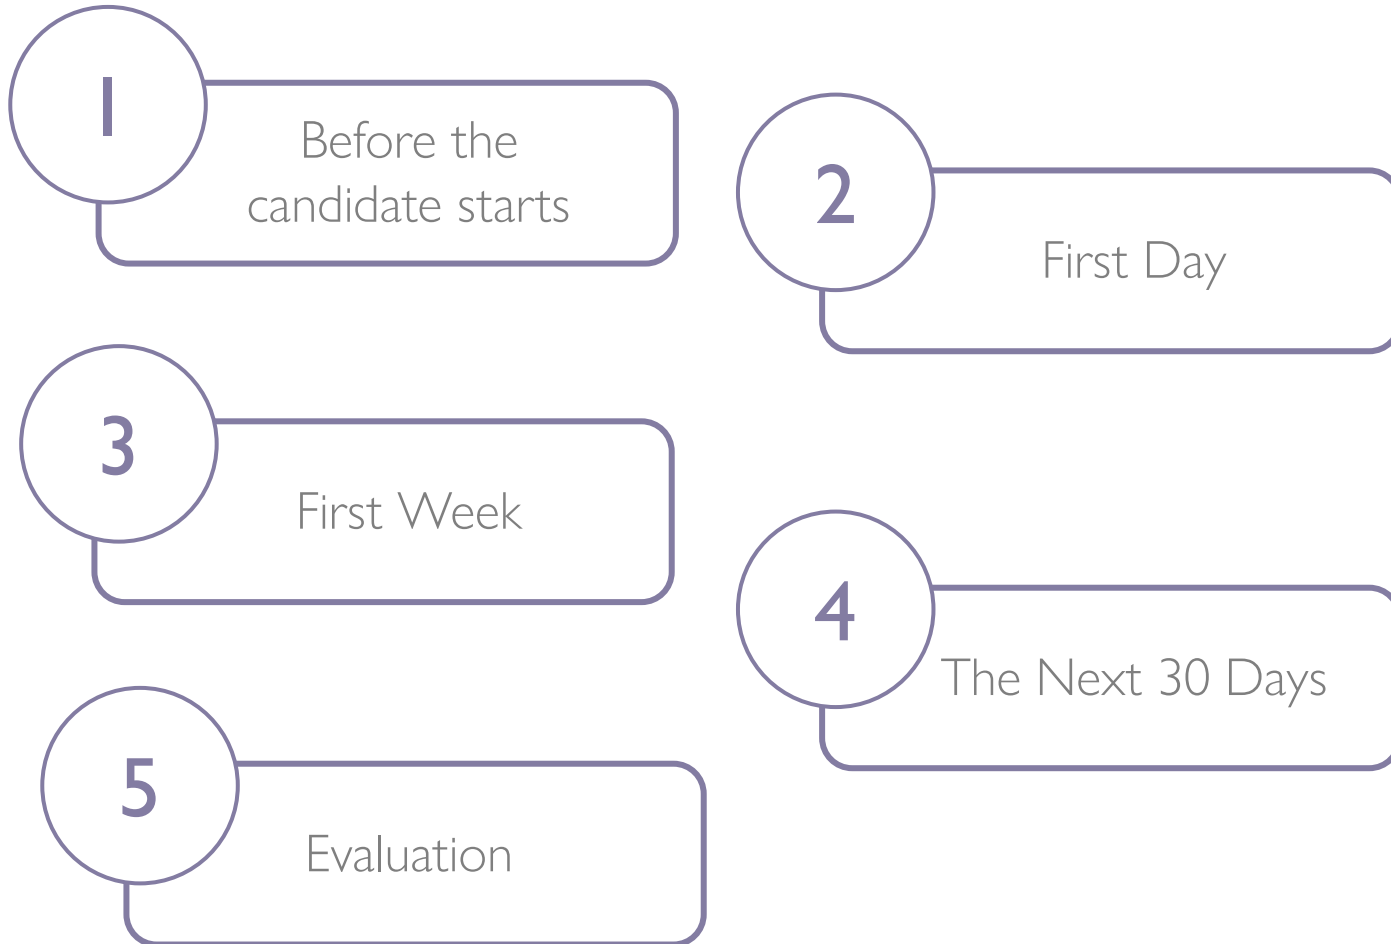 1
Before the
candidate starts
2
First Day
3
First Week
4
The Next 30 Days
5
Evaluation